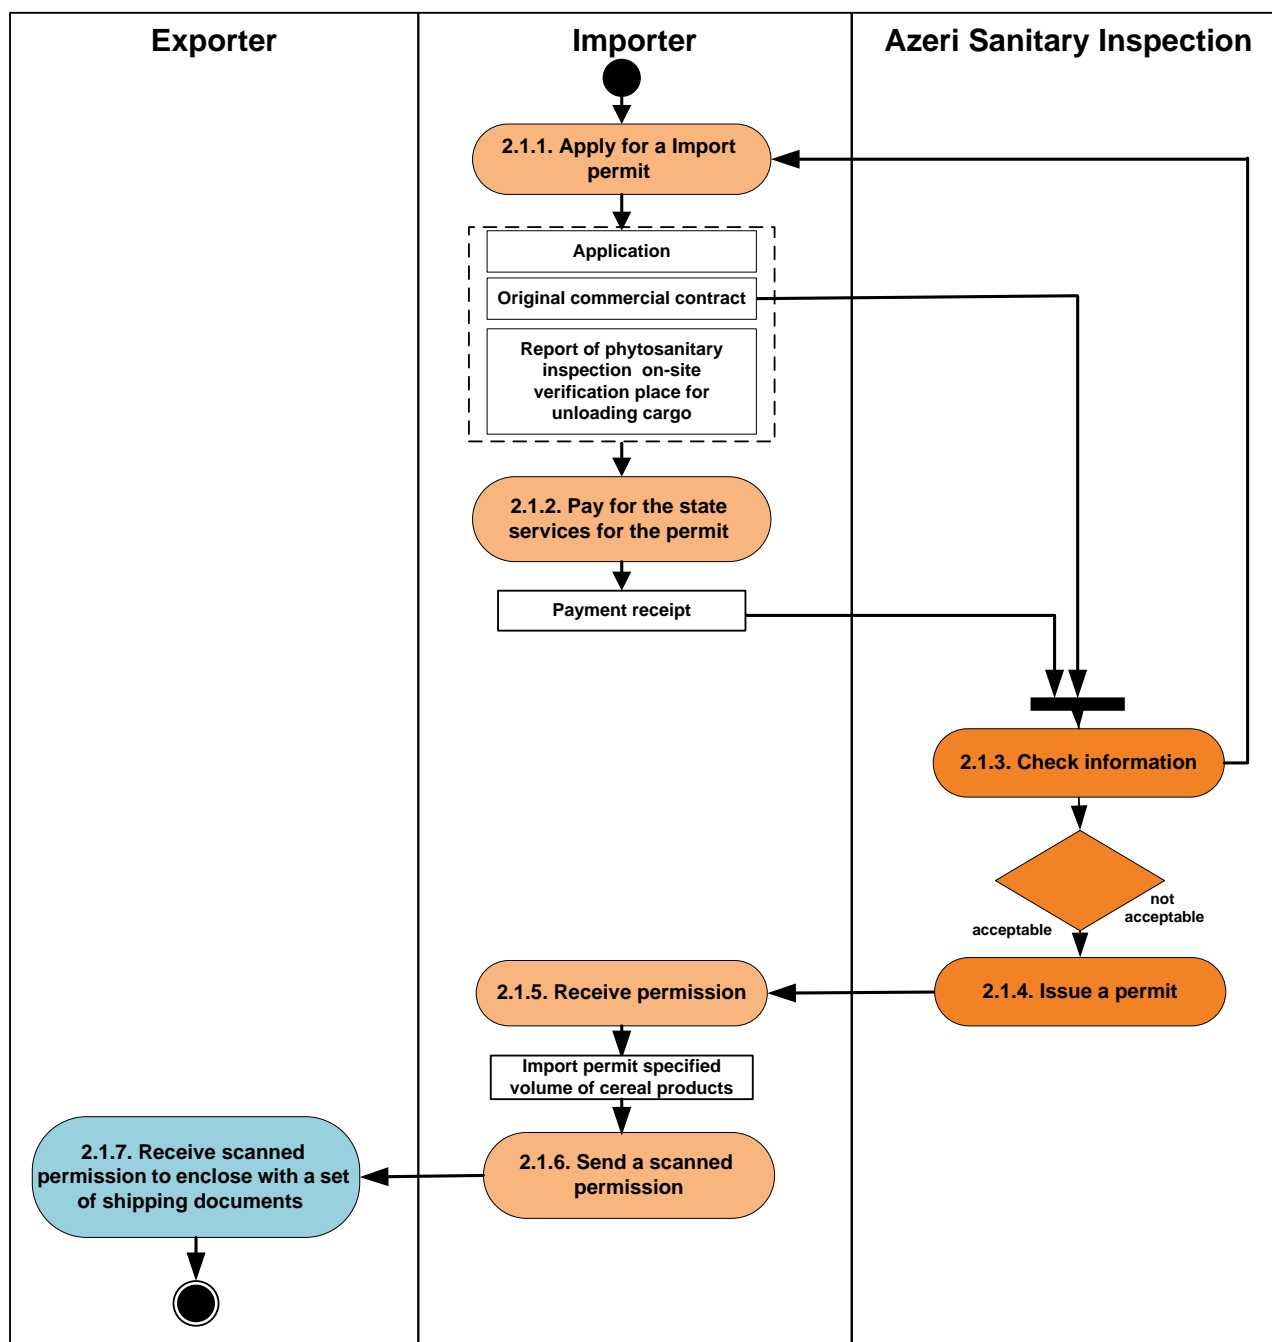 Exporter
Importer
Azeri Sanitary Inspection
2.1.1. Apply for a Import
permit
Application
Original commercial contract
Report of phytosanitary
inspection on-site
verification place for
unloading cargo
2.1.2. Pay for the state
services for the permit
Payment receipt
2.1.3. Check information
not
acceptable
acceptable
2.1.4. Issue a permit
2.1.5. Receive permission
Import permit specified
volume of cereal products
2.1.6. Send a scanned
permission
2.1.7. Receive scanned
permission to enclose with a set
of shipping documents